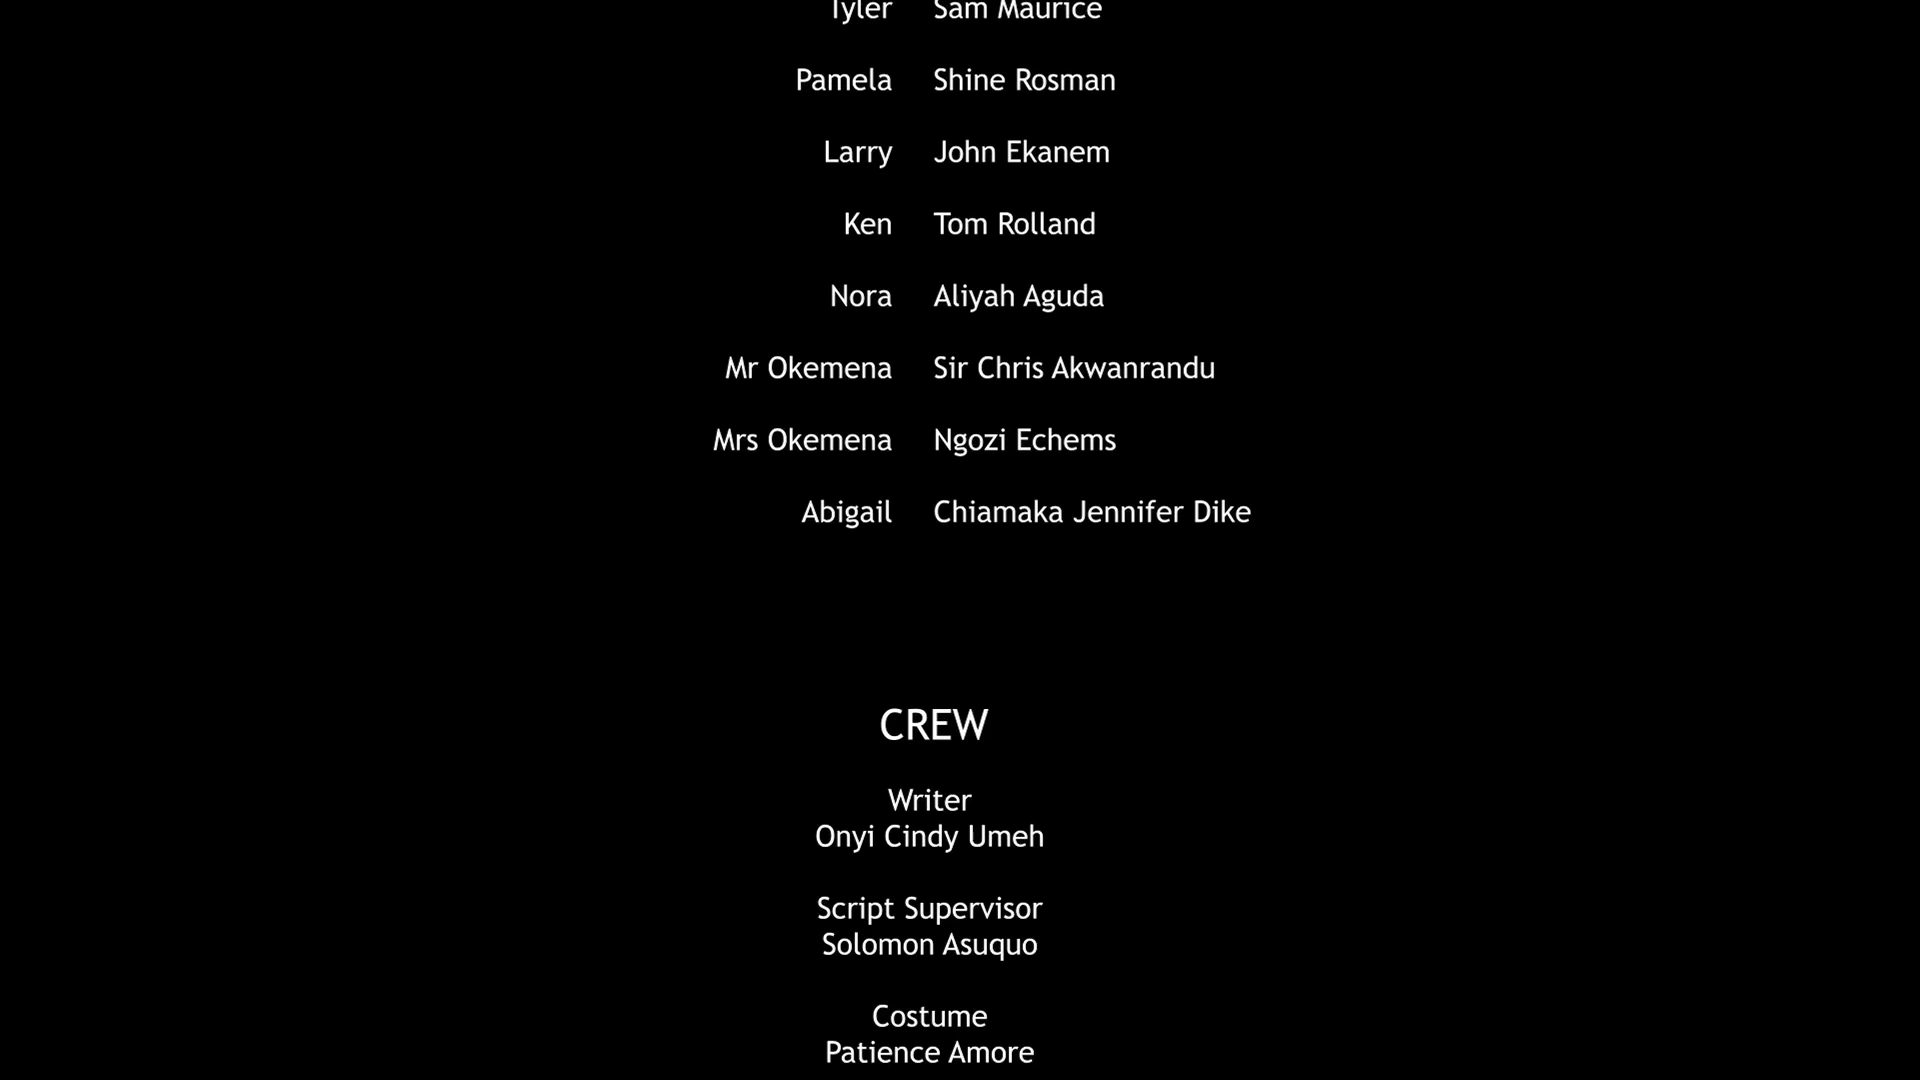 Tyler Sam Maurice
Pamela Shine Rosman
Larry John Ekanem
Ken Tom Rolland
Nora Aliyah Aguda
Mr Okemena Sir Chris Akwanrandu
Mrs Okemena Ngozi Echems
Abigail Chiamaka Jennifer Dike
CREW
Writer
Onyi Cindy Umeh
Script Supervisor
Solomon Asuquo
Costume
Patience Amore